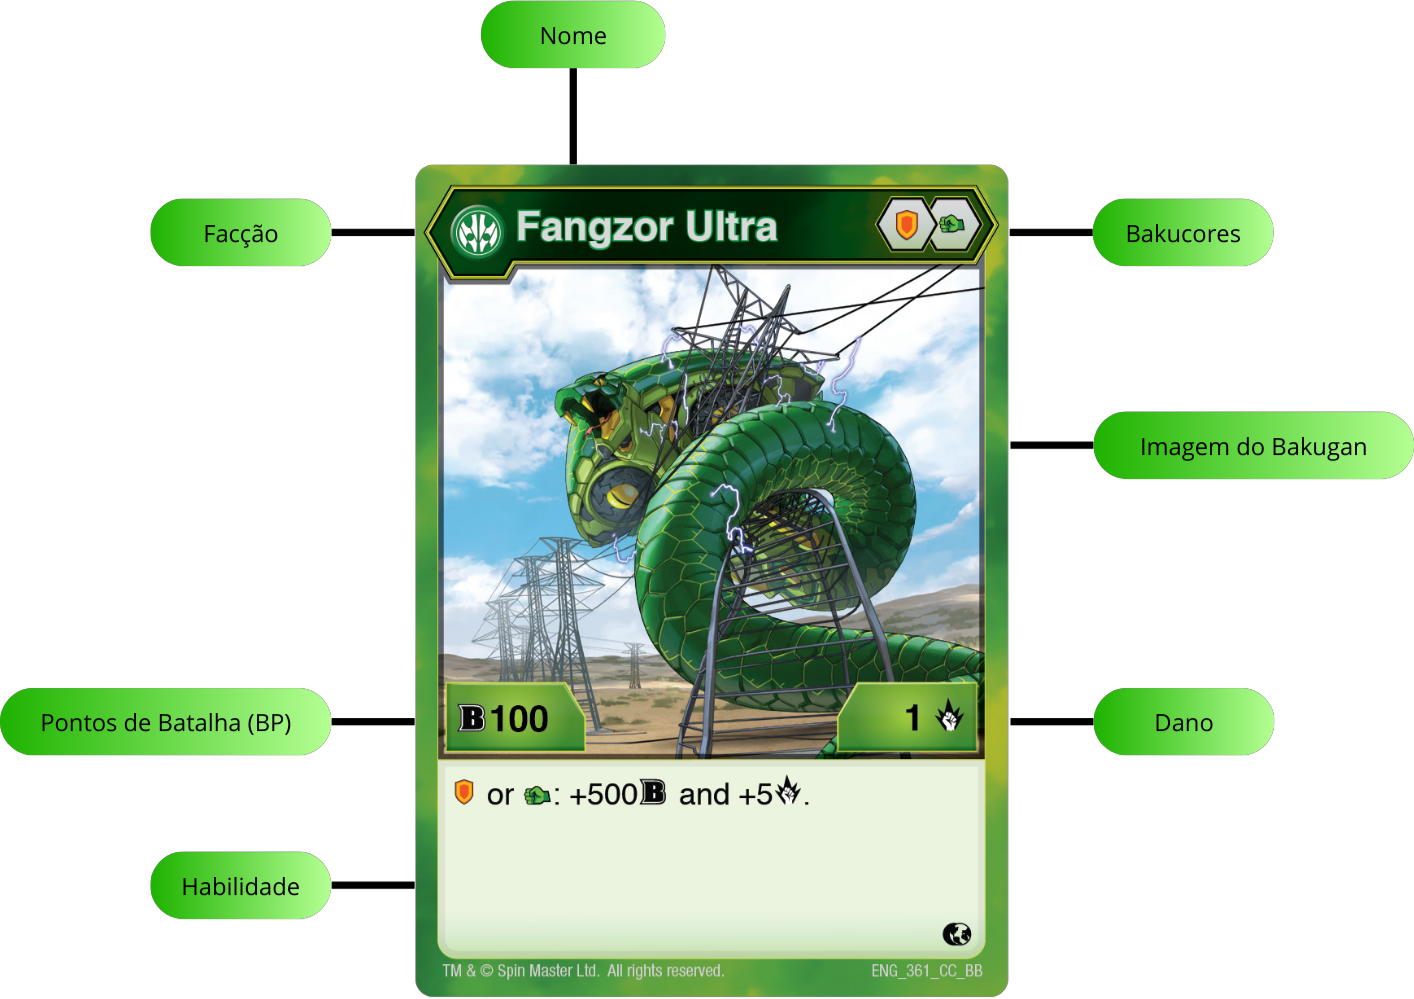 Nome
Facção
Fangzor Ultra
Bakucores
Imagem do Bakugan
Pontos de Batalha (BP)
B 100
1
Dano
or : +500B and +5.
Habilidade
TM & © Spin Master Ltd. All rights reserved.
ENG_361_CC_BB